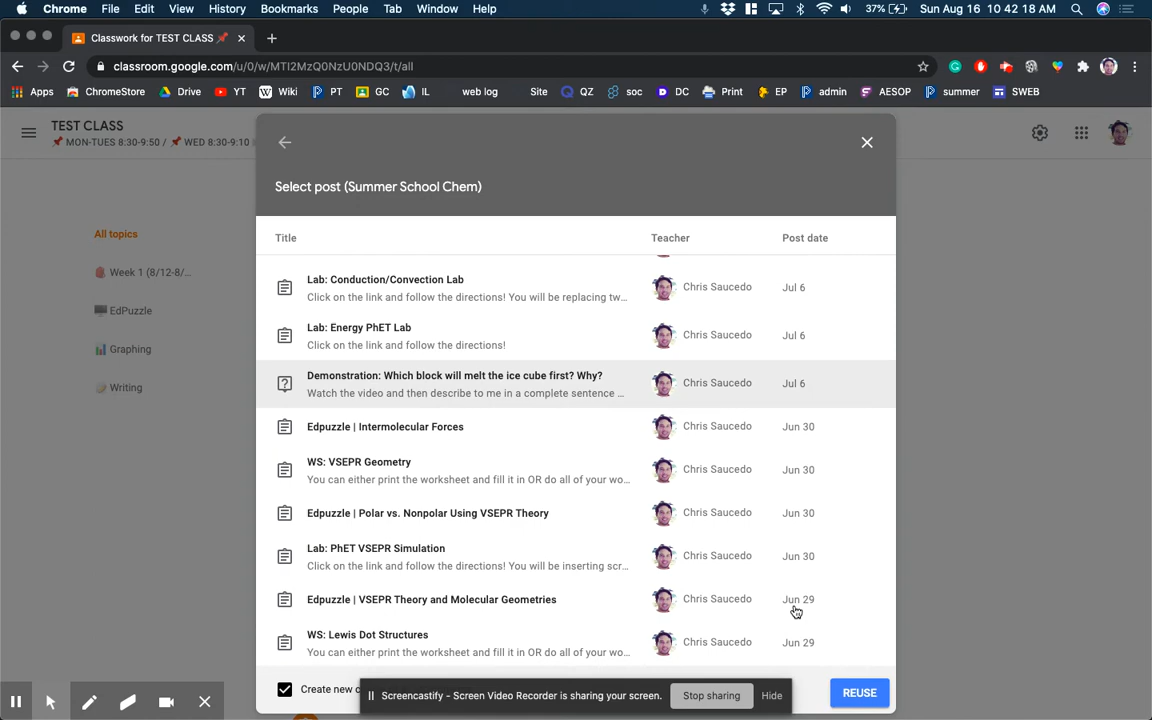 Chrome File Edit View History Bookmarks People Tab Window Help 37% Sun Aug 16 10:42:18 AM
Classwork for TEST CLASS
classroom.google.com/u/0/w/MTI2MzQ0NzU0NDQ3/t/all
Apps ChromeStore Drive YT Wiki PT GC IL web log Site QZ soc DC Print EP admin AESOP summer SWEB
TEST CLASS
MON-TUES 8:30-9:50 / WED 8:30-9:10
Select post (Summer School Chem)
Title Teacher Post date
All topics
Week 1 (8/12-8/...
EdPuzzle
Graphing
Writing
Lab: Conduction/Convection Lab
Click on the link and follow the directions! You will be replacing tw... Chris Saucedo Jul 6
Lab: Energy PhET Lab
Click on the link and follow the directions! Chris Saucedo Jul 6
Demonstration: Which block will melt the ice cube first? Why?
Watch the video and then describe to me in a complete sentence ... Chris Saucedo Jul 6
Edpuzzle | Intermolecular Forces Chris Saucedo Jun 30
WS: VSEPR Geometry
You can either print the worksheet and fill it in OR do all of your wo... Chris Saucedo Jun 30
Edpuzzle | Polar vs. Nonpolar Using VSEPR Theory Chris Saucedo Jun 30
Lab: PhET VSEPR Simulation
Click on the link and follow the directions! You will be inserting scr... Chris Saucedo Jun 30
Edpuzzle | VSEPR Theory and Molecular Geometries Chris Saucedo Jun 29
WS: Lewis Dot Structures
You can either print the worksheet and fill it in OR do all of your wo... Chris Saucedo Jun 29
Create new
Screencastify - Screen Video Recorder is sharing your screen. Stop sharing Hide
REUSE